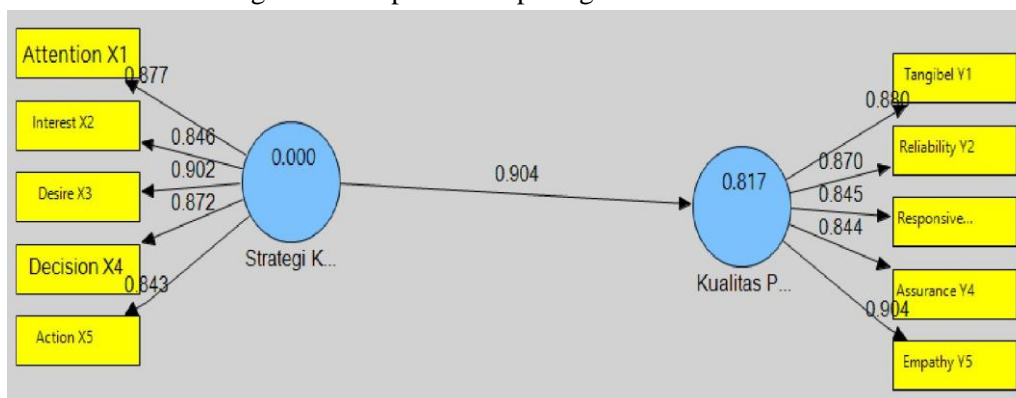 Attention X1
0.877
Interest X2
0.846
0.902
Desire X3
0.872
Decision X4
0.843
Action X5
0.000
Strategi K...
0.904
0.817
Kualitas P...
Tangibel Y1
0.880
Reliability Y2
0.870
0.845
Responsive...
0.844
Assurance Y4
0.904
Empathy Y5